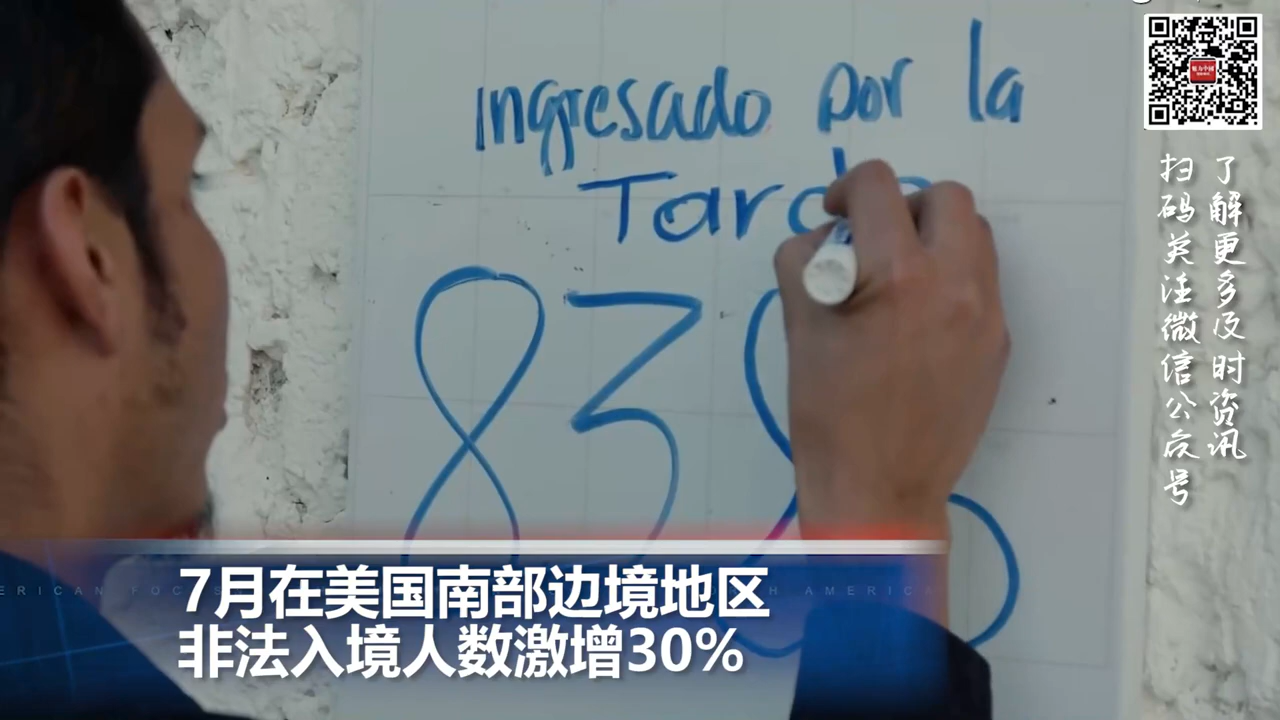 Ingresado por la
Tarde
7月在美国南部边境地区
非法入境人数激增30%
了解更多及时资讯
扫码关注微信公众号